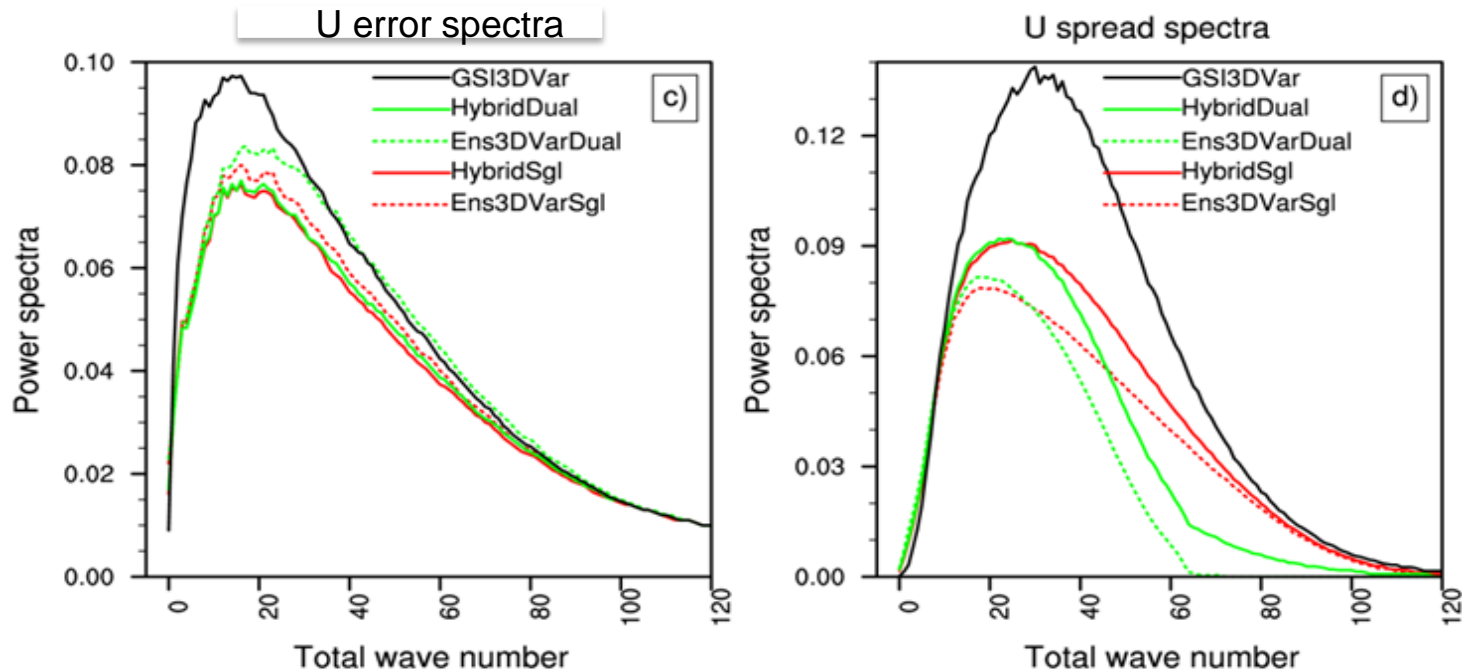 U error spectra
Power spectra
0.10
0.08
0.06
0.04
0.02
0.00
GSI3DVar
HybridDual
Ens3DVarDual
HybridSgl
Ens3DVarSgl
c)
0
20
40
60
80
100
120
Total wave number
U spread spectra
Power spectra
0.12
0.09
0.06
0.03
0.00
GSI3DVar
HybridDual
Ens3DVarDual
HybridSgl
Ens3DVarSgl
d)
0
20
40
60
80
100
120
Total wave number